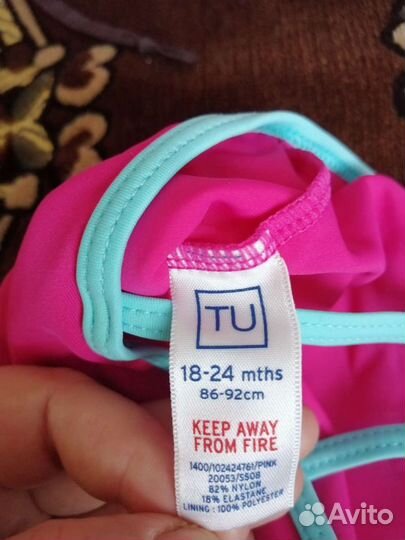 TU
18-24 mths
86-92cm
KEEP AWAY
FROM FIRE
1400/102424761/PINK
20053/SS08
82% NYLON
18% ELASTANE
LINING : 100% POLYESTER
Avito